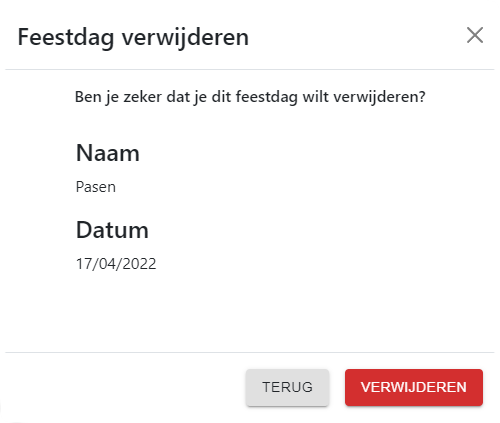 Feestdag verwijderen
Ben je zeker dat je dit feestdag wilt verwijderen?
Naam
Pasen
Datum
17/04/2022
TERUG
VERWIJDEREN